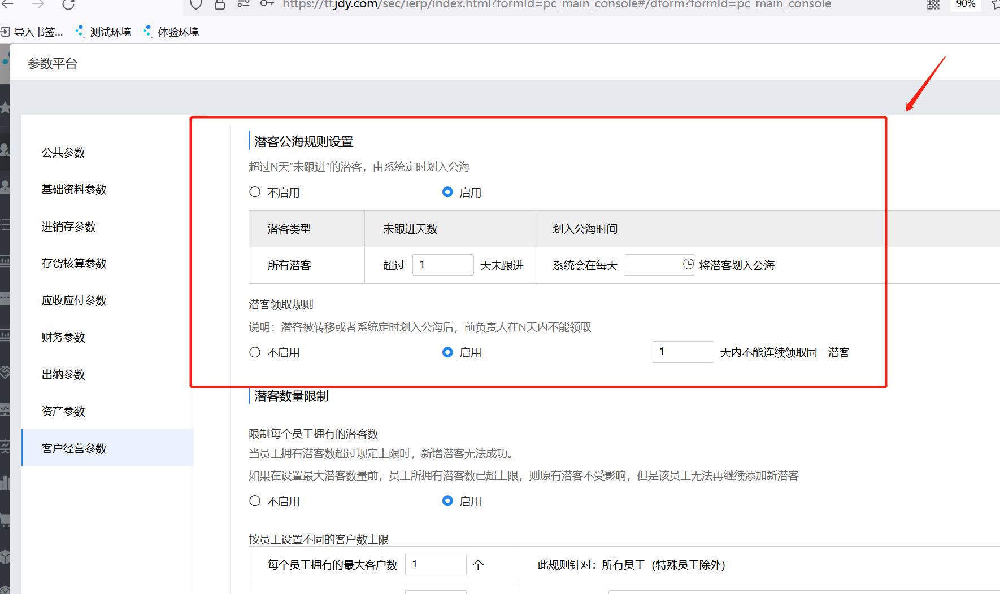 https://tf.jdy.com/sec/ierp/index.html?formId=pc_main_console#/dform?formId=pc_main_console
90%
导入书签...
测试环境
体验环境
参数平台
公共参数
基础资料参数
进销存参数
存货核算参数
应收应付参数
财务参数
出纳参数
资产参数
客户经营参数
潜客公海规则设置
超过N天“未跟进”的潜客，由系统定时划入公海
不启用 启用
潜客类型 未跟进天数 划入公海时间
所有潜客 超过 1 天未跟进 系统会在每天 将潜客划入公海
潜客领取规则
说明：潜客被转移或者系统定时划入公海后，前负责人在N天内不能领取
不启用 启用 1 天内不能连续领取同一潜客
潜客数量限制
限制每个员工拥有的潜客数
当员工拥有潜客数超过规定上限时，新增潜客无法成功。
如果在设置最大潜客数量前，员工所拥有潜客数已超上限，则原有潜客不受影响，但是该员工无法再继续添加新潜客
不启用 启用
按员工设置不同的客户数上限
每个员工拥有的最大客户数 1 个 此规则针对：所有员工（特殊员工除外）